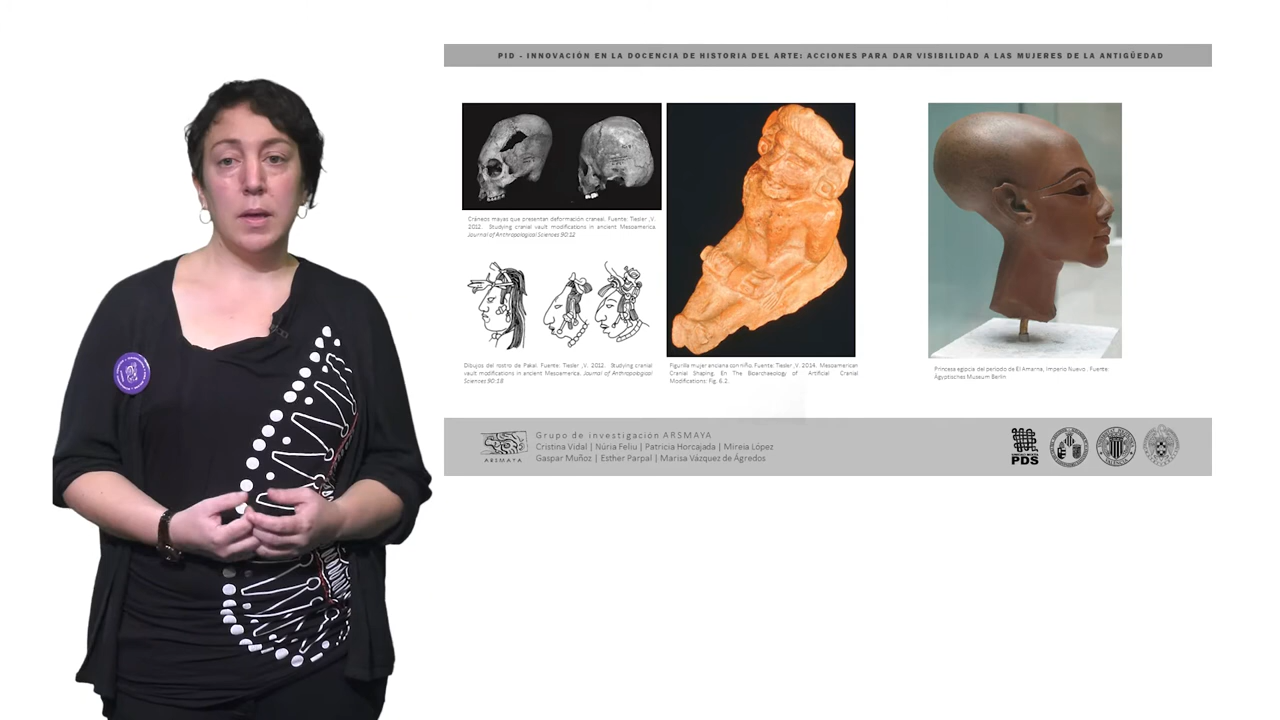 PID - INNOVACIÓN EN LA DOCENCIA DE HISTORIA DEL ARTE: ACCIONES PARA DAR VISIBILIDAD A LAS MUJERES DE LA ANTIGÜEDAD
Cráneos mayas que presentan deformación craneal. Fuente: Tiesler ,V.
2012. Studying cranial vault modifications in ancient Mesoamerica.
Journal of Anthropological Sciences 90:12
Dibujos del rostro de Pakal. Fuente: Tiesler ,V. 2012. Studying cranial
vault modifications in ancient Mesoamerica. Journal of Anthropological
Sciences 90:18
Figurilla mujer anciana con niño. Fuente: Tiesler ,V. 2014. Mesoamerican
Cranial Shaping. En The Bioarchaeology of Artificial Cranial
Modifications: Fig. 6.2.
Princesa egipcia del periodo de El Amarna, Imperio Nuevo . Fuente:
Ägyptisches Museum Berlin
ARSMAYA
Grupo de investigación ARSMAYA
Cristina Vidal | Núria Feliu | Patricia Horcajada | Mireia López
Gaspar Muñoz | Esther Parpal | Marisa Vázquez de Ágredos
PDS